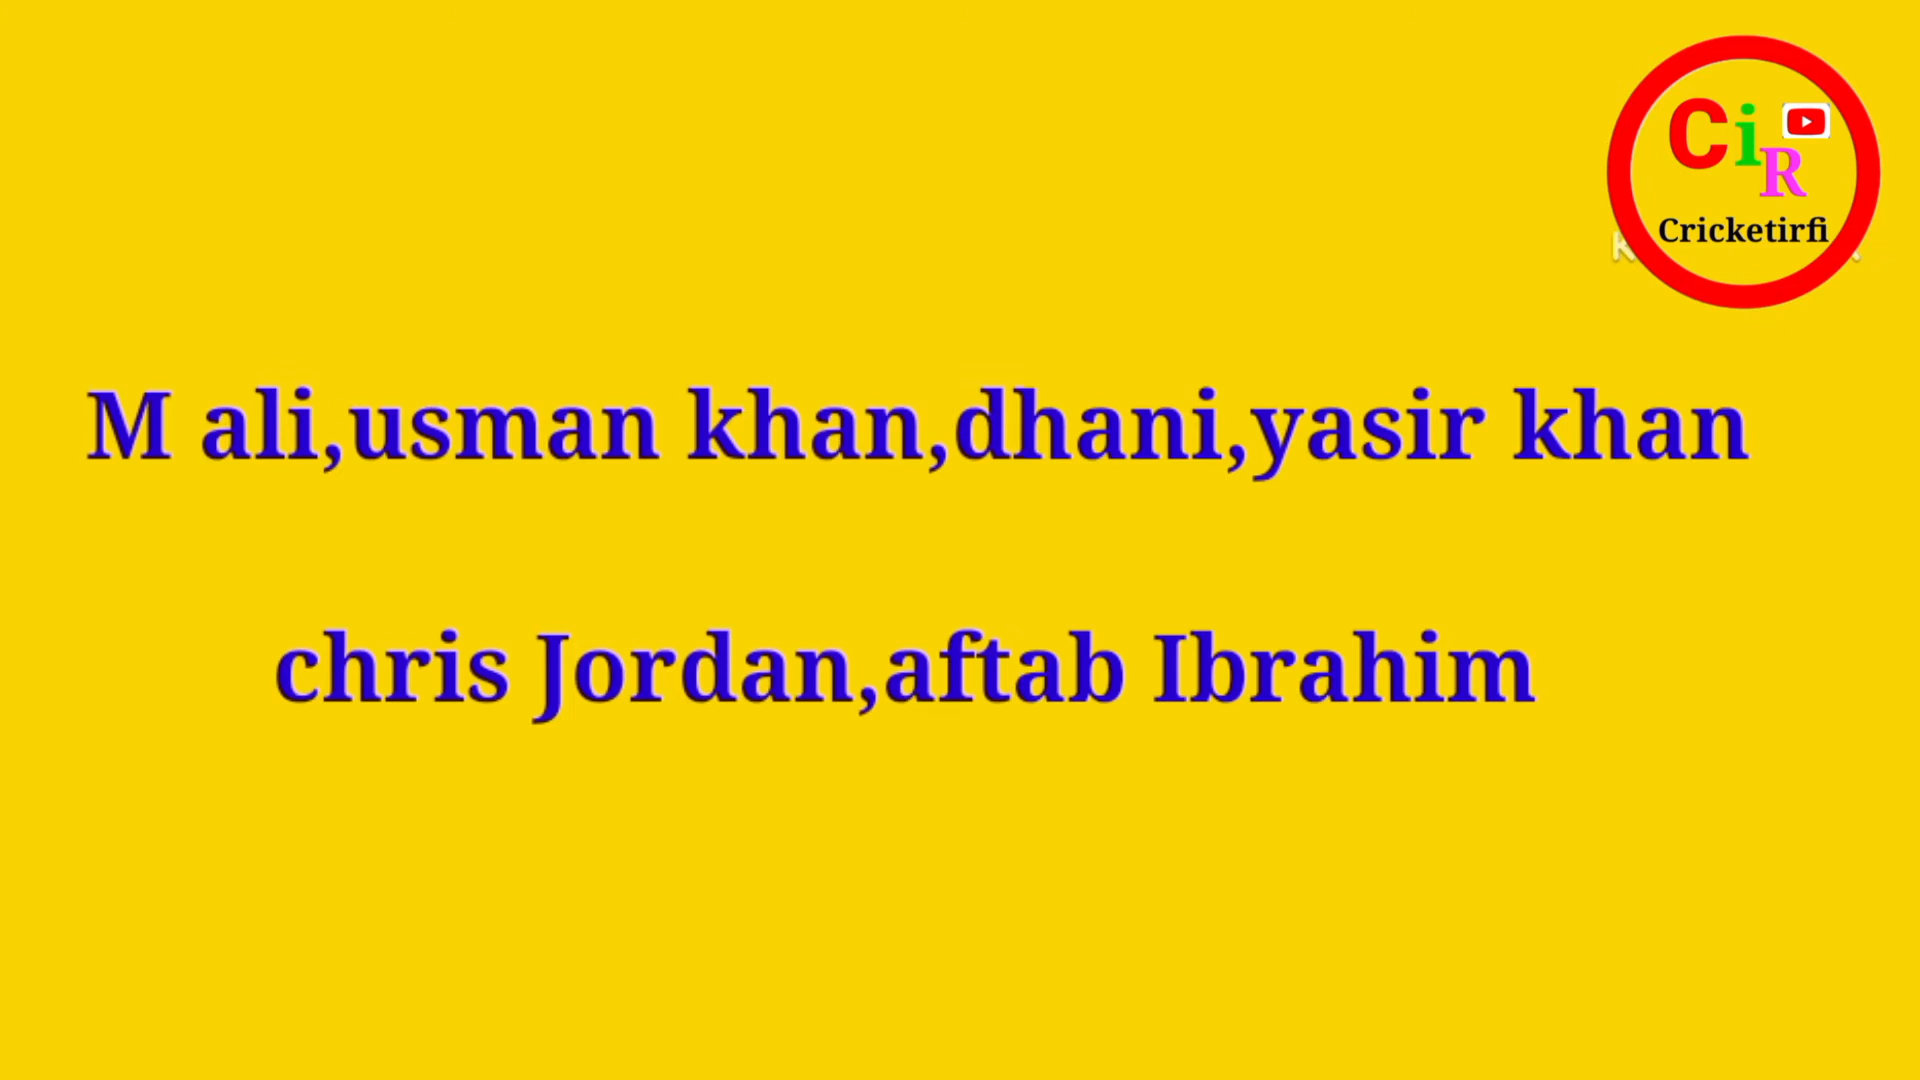 Ci
R
Cricketirfi
M ali,usman khan,dhani,yasir khan
chris Jordan,aftab Ibrahim